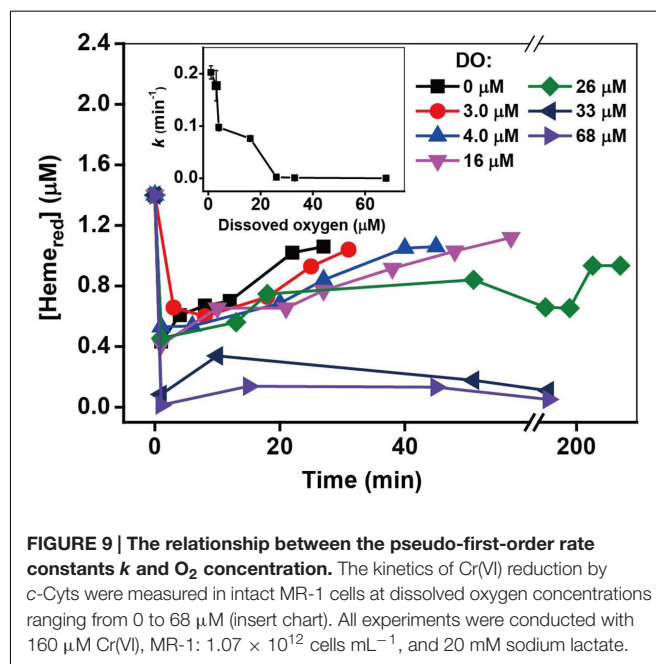 2.4
2.0
1.6
1.2
0.8
0.4
0.0
[Heme_red] (μM)
0
20
40
200
Time (min)
0.2
0.1
0.0
k (min⁻¹)
0
20
40
60
Dissoved oxygen (μM)
DO:
0 μM
3.0 μM
4.0 μM
16 μM
26 μM
33 μM
68 μM
FIGURE 9 | The relationship between the pseudo-first-order rate
constants k and O₂ concentration. The kinetics of Cr(VI) reduction by
c-Cyts were measured in intact MR-1 cells at dissolved oxygen concentrations
ranging from 0 to 68 μM (insert chart). All experiments were conducted with
160 μM Cr(VI), MR-1: 1.07 × 10¹² cells mL⁻¹, and 20 mM sodium lactate.